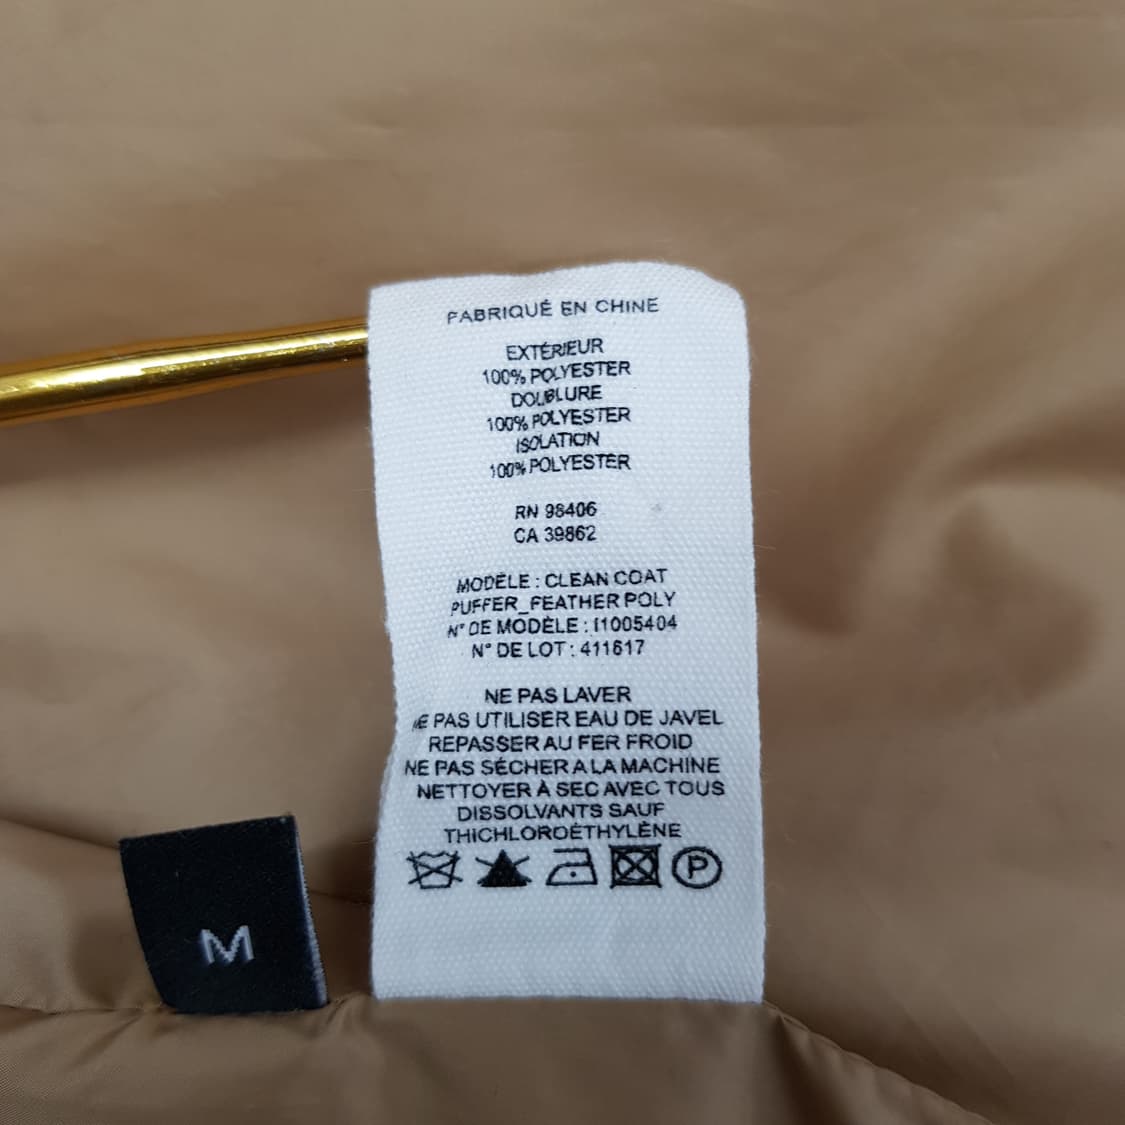 FABRIQUÉ EN CHINE
EXTÉRIEUR
100% POLYESTER
DOUBLURE
100% POLYESTER
ISOLATION
100% POLYESTER
RN 98406
CA 39862
MODÈLE : CLEAN COAT
PUFFER_FEATHER POLY
N° DE MODÈLE : I1005404
N° DE LOT : 411617
NE PAS LAVER
NE PAS UTILISER EAU DE JAVEL
REPASSER AU FER FROID
NE PAS SÉCHER A LA MACHINE
NETTOYER À SEC AVEC TOUS
DISSOLVANTS SAUF
THICHLOROÉTHYLÈNE
P
M